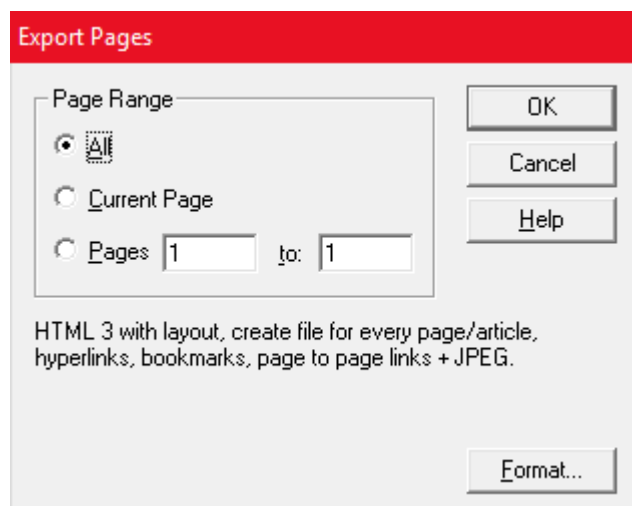 Export Pages
Page Range
All
Current Page
Pages 1 to: 1
OK
Cancel
Help
HTML 3 with layout, create file for every page/article,
hyperlinks, bookmarks, page to page links + JPEG.
Format...